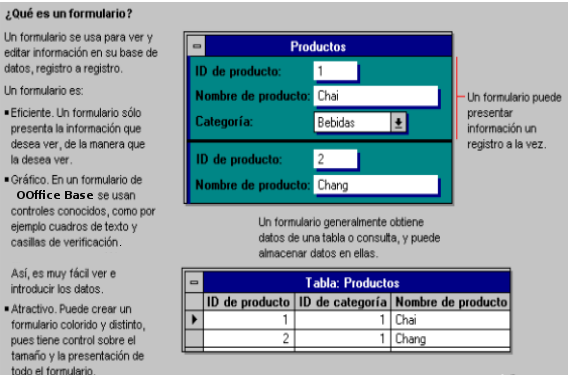 ¿Qué es un formulario?
Un formulario se usa para ver y
editar información en su base de
datos, registro a registro.
Un formulario es:
▪Eficiente. Un formulario sólo
presenta la información que
desea ver, de la manera que
la desea ver.
▪Gráfico. En un formulario de
OOffice Base se usan
controles conocidos, como por
ejemplo cuadros de texto y
casillas de verificación.
Así, es muy fácil ver e
introducir los datos.
▪Atractivo. Puede crear un
formulario colorido y distinto,
pues tiene control sobre el
tamaño y la presentación de
todo el formulario.
Productos
ID de producto: 1
Nombre de producto: Chai
Categoría: Bebidas
ID de producto: 2
Nombre de producto: Chang
Un formulario puede
presentar
información un
registro a la vez.
Un formulario generalmente obtiene
datos de una tabla o consulta, y puede
almacenar datos en ellas.
Tabla: Productos
ID de producto ID de categoría Nombre de producto
1 1 Chai
2 1 Chang